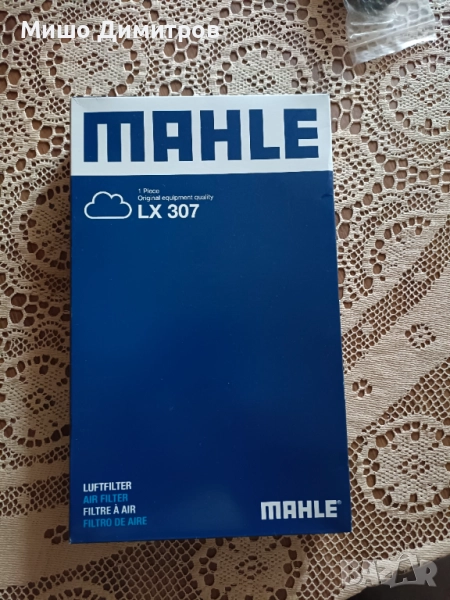 Мишо Димитров
MAHLE
1 Piece
Original equipment quality
LX 307
LUFTFILTER
AIR FILTER
FILTRE À AIR
FILTRO DE AIRE
MAHLE®
BAZAR